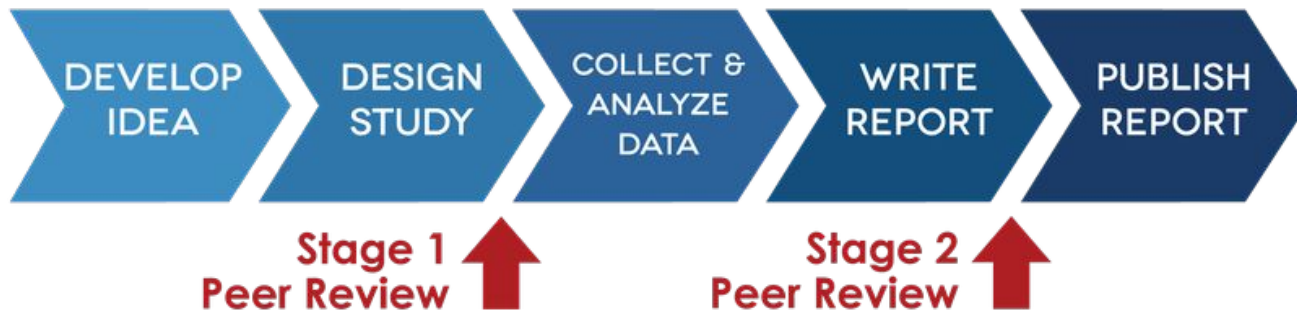 DEVELOP
IDEA
DESIGN
STUDY
COLLECT &
ANALYZE
DATA
WRITE
REPORT
PUBLISH
REPORT
Stage 1
Peer Review
Stage 2
Peer Review